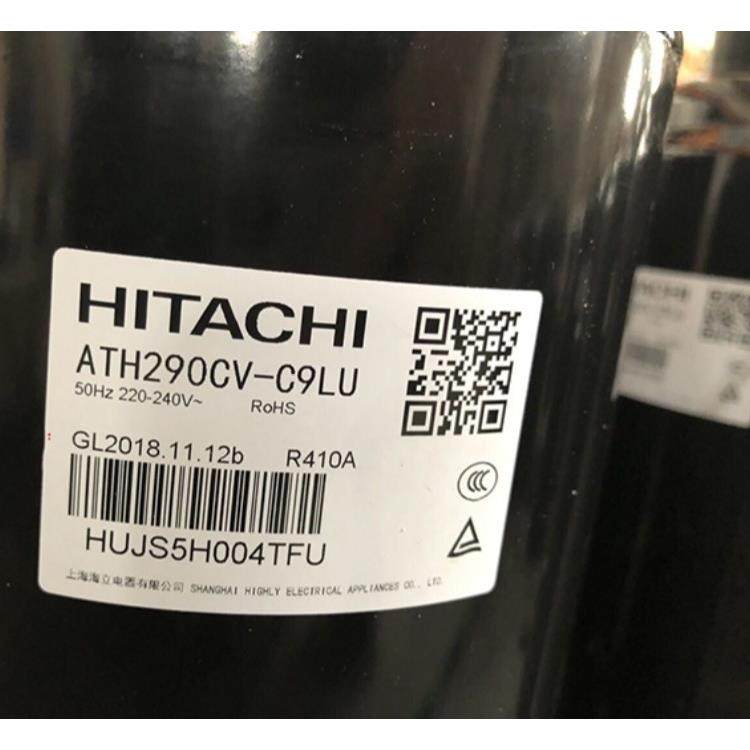 HITACHI
ATH290CV-C9LU
50Hz 220-240V~ RoHS
GL2018.11.12b R410A
HUJS5H004TFU
上海海立电器有限公司 SHANGHAI HIGHLY ELECTRICAL APPLIANCES CO., LTD.